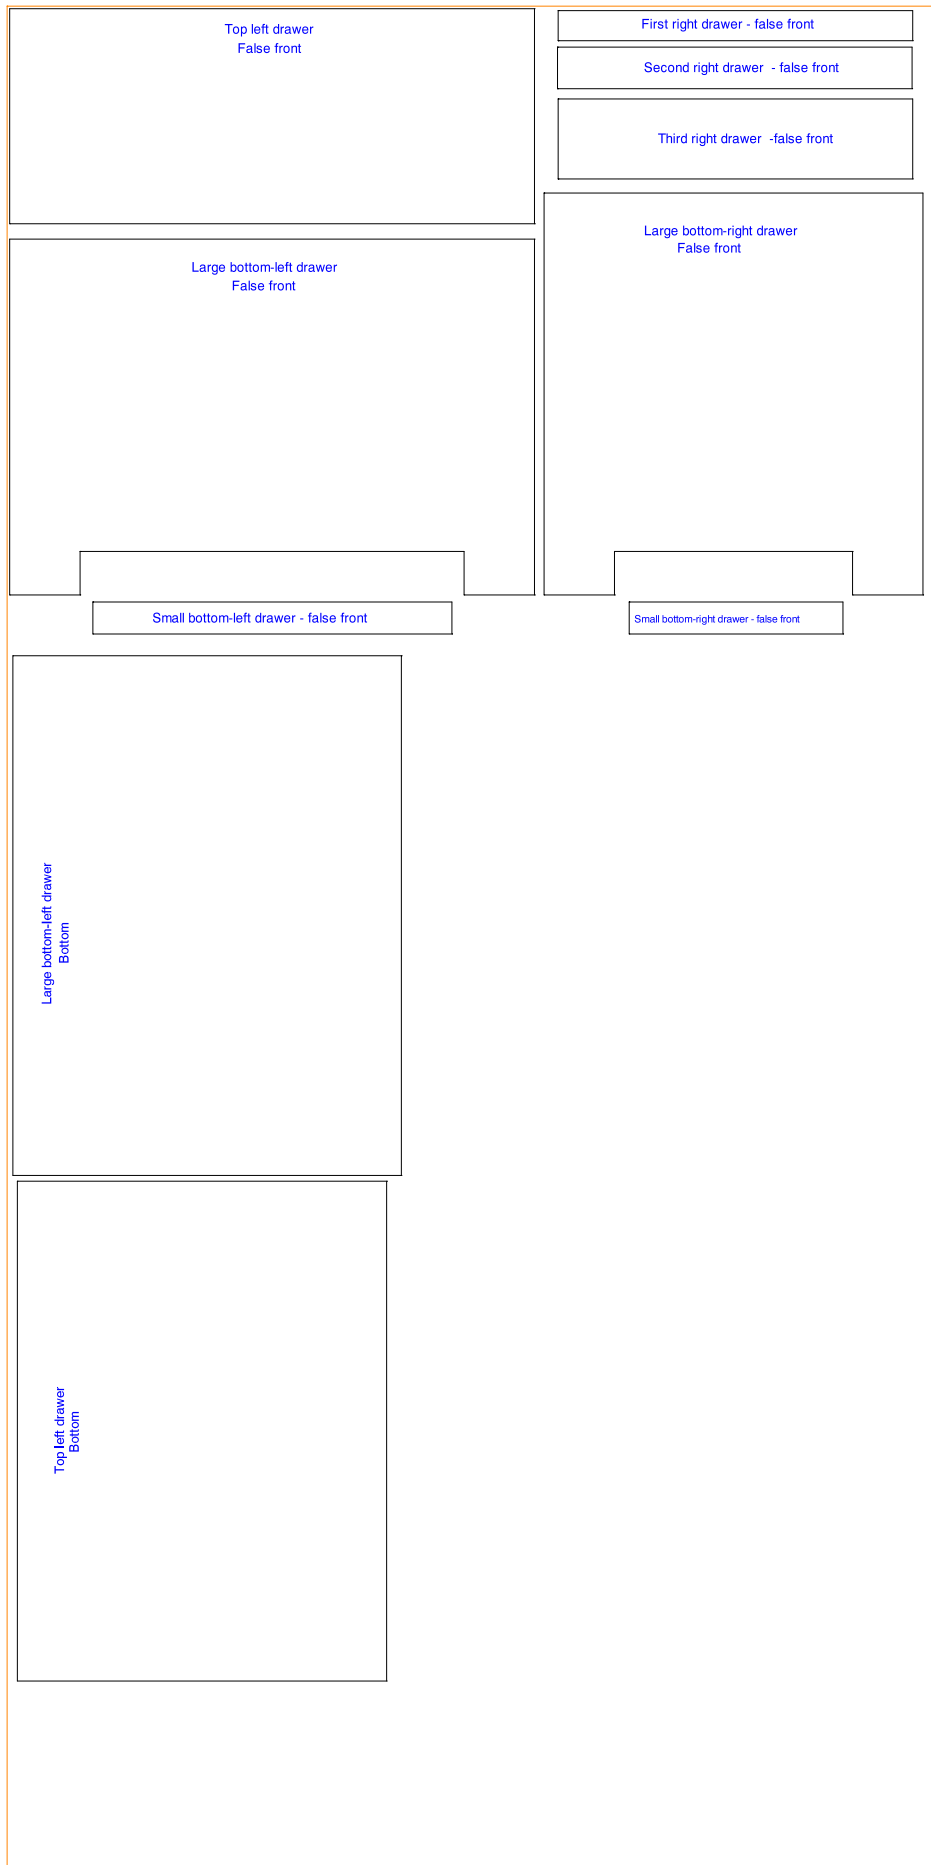 Top left drawer
False front
First right drawer - false front
Second right drawer  - false front
Third right drawer  -false front
Large bottom-left drawer
False front
Large bottom-right drawer
False front
Small bottom-left drawer - false front
Small bottom-right drawer - false front
Large bottom-left drawer
Bottom
Top left drawer
Bottom